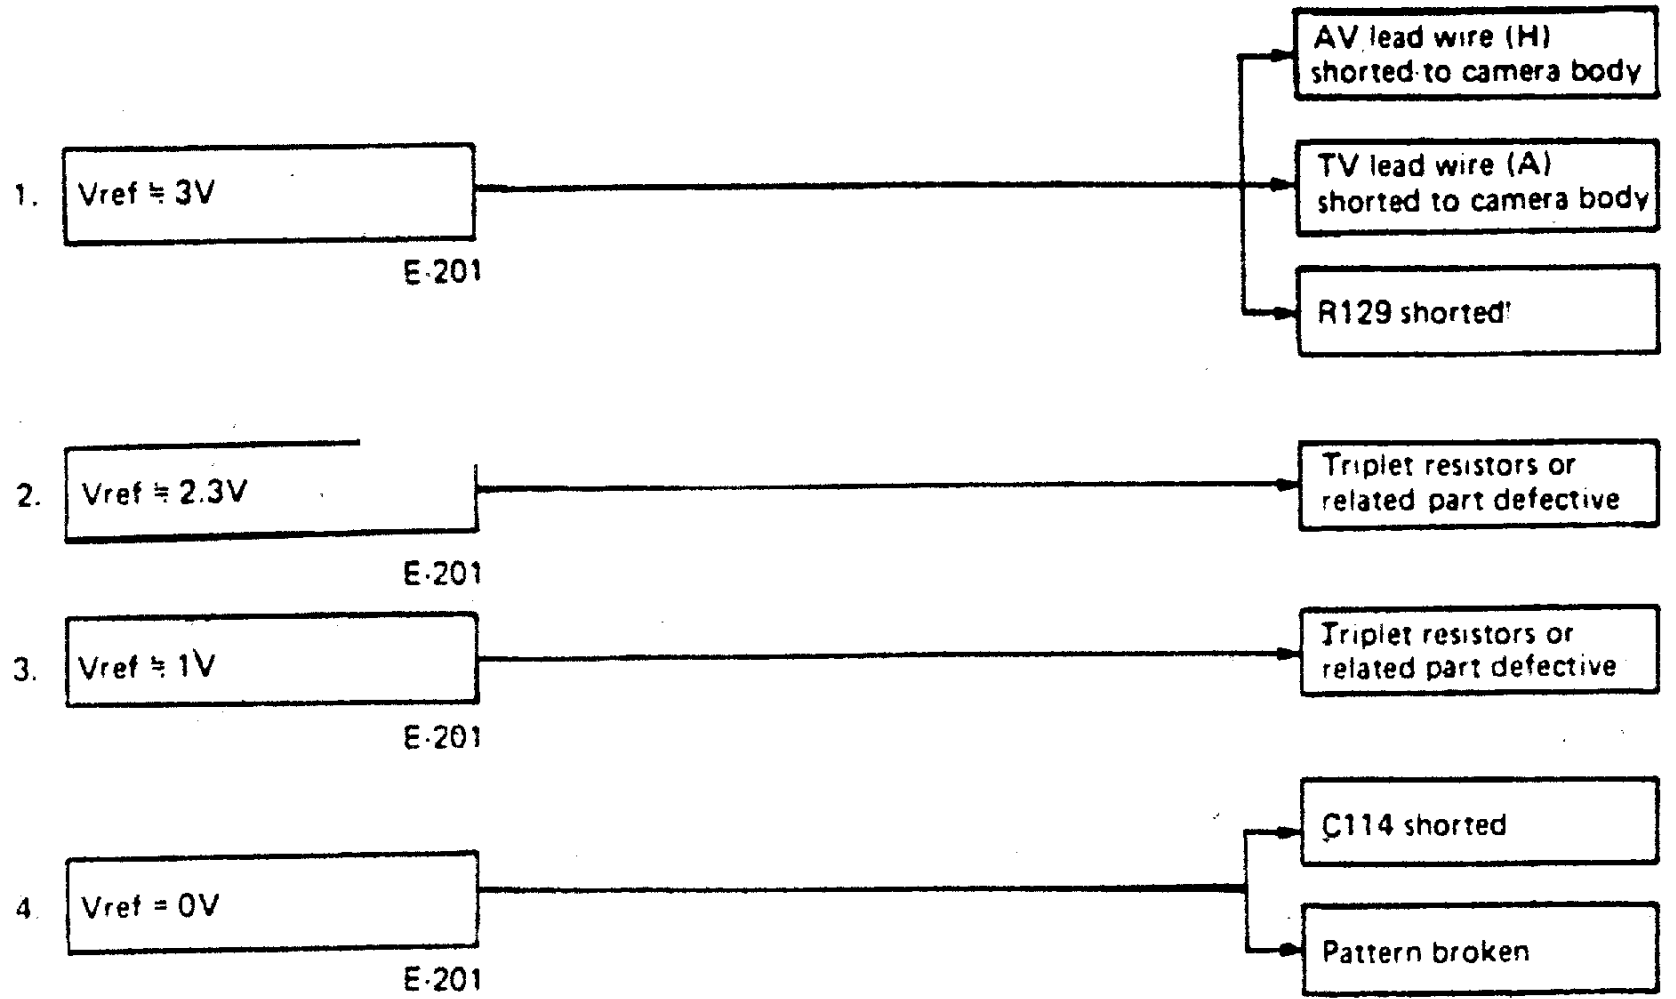 AV lead wire (H)
shorted to camera body
1. Vref ≒ 3V
TV lead wire (A)
shorted to camera body
E-201
R129 shorted
2. Vref ≒ 2.3V
Triplet resistors or
related part defective
E-201
3. Vref ≒ 1V
Triplet resistors or
related part defective
E-201
C114 shorted
4. Vref = 0V
Pattern broken
E-201